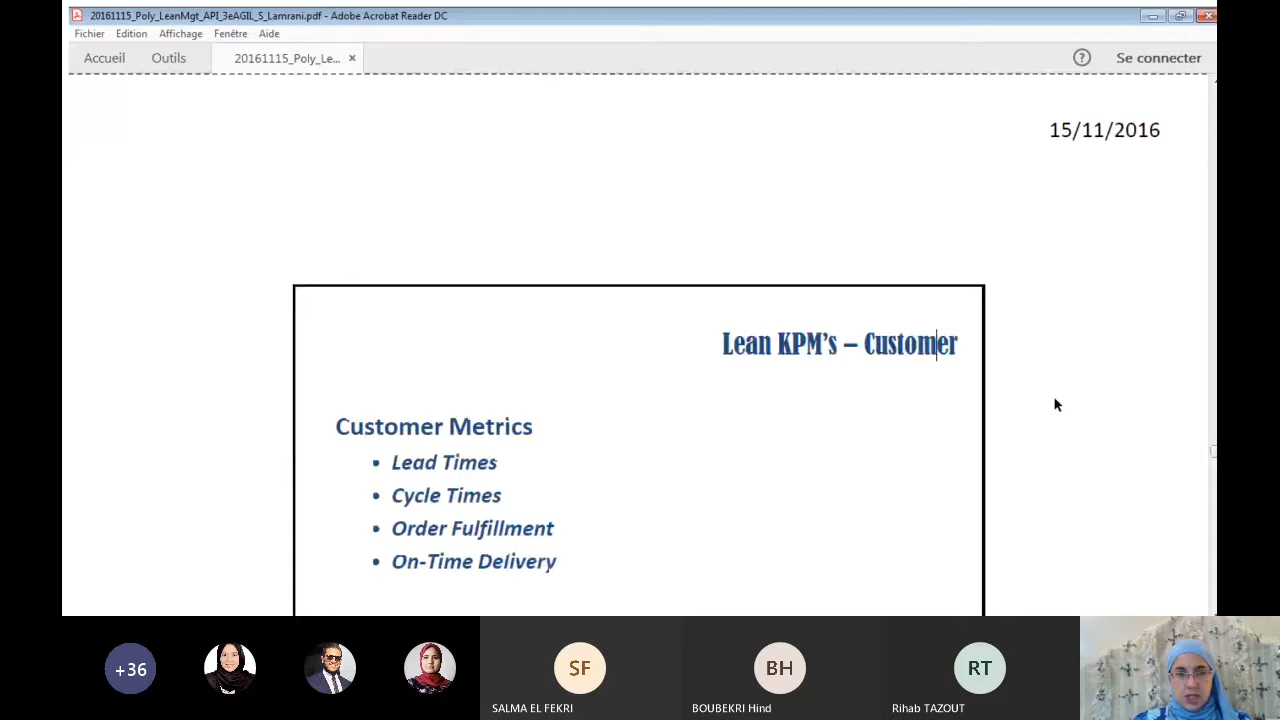 20161115_Poly_LeanMgt_API_3eAGIL_S_Lamrani.pdf - Adobe Acrobat Reader DC
Fichier Edition Affichage Fenêtre Aide
Accueil Outils 20161115_Poly_Le... × ? Se connecter
15/11/2016
Lean KPM’s – Customer
Customer Metrics
• Lead Times
• Cycle Times
• Order Fulfillment
• On-Time Delivery
+36 SF BH RT
SALMA EL FEKRI BOUBEKRI Hind Rihab TAZOUT